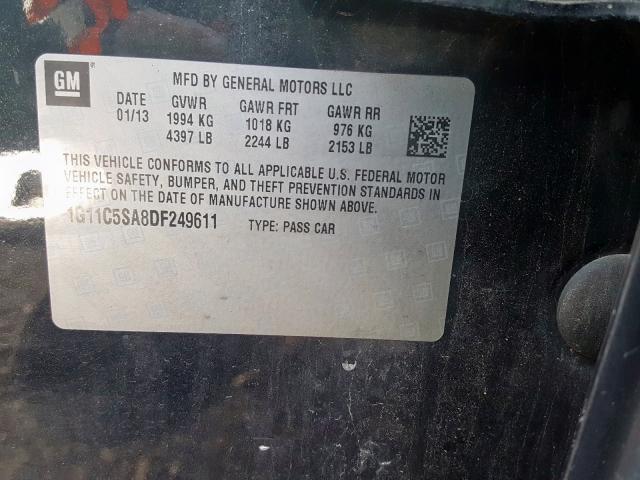 GM
MFD BY GENERAL MOTORS LLC
DATE GVWR GAWR FRT GAWR RR
01/13 1994 KG 1018 KG 976 KG
4397 LB 2244 LB 2153 LB
THIS VEHICLE CONFORMS TO ALL APPLICABLE U.S. FEDERAL MOTOR
VEHICLE SAFETY, BUMPER, AND THEFT PREVENTION STANDARDS IN
EFFECT ON THE DATE OF MANUFACTURE SHOWN ABOVE.
1G11C5SA8DF249611 TYPE: PASS CAR